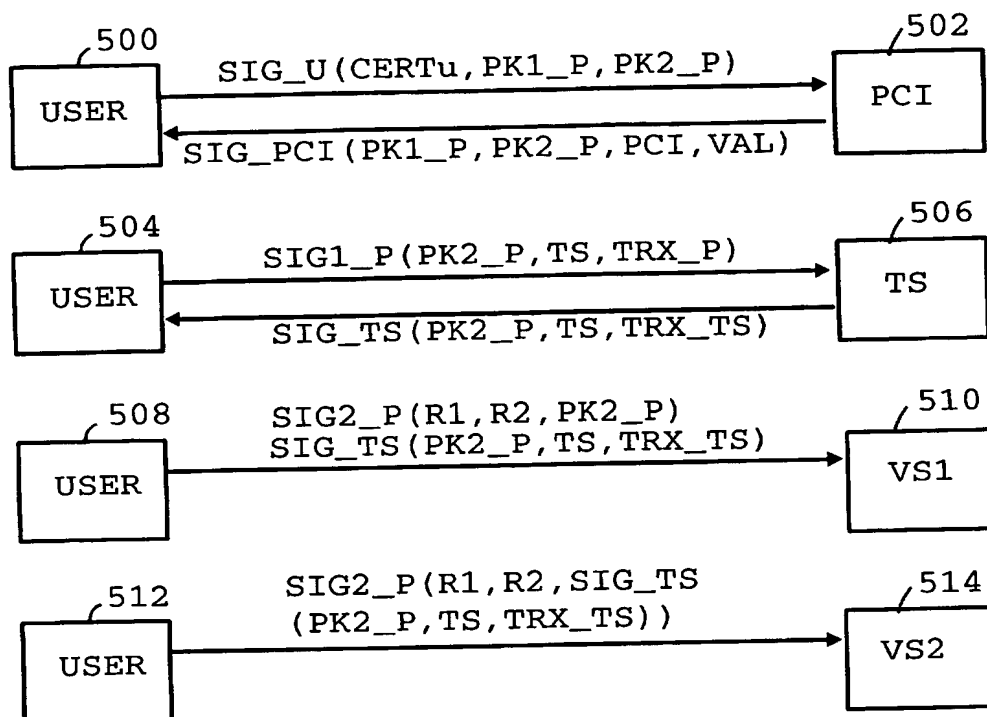 500
502
SIG_U(CERTu,PK1_P,PK2_P)
USER
PCI
SIG_PCI(PK1_P,PK2_P,PCI,VAL)
504
506
SIG1_P(PK2_P,TS,TRX_P)
USER
TS
SIG_TS(PK2_P,TS,TRX_TS)
508
510
SIG2_P(R1,R2,PK2_P)
SIG_TS(PK2_P,TS,TRX_TS)
USER
VS1
512
514
SIG2_P(R1,R2,SIG_TS
(PK2_P,TS,TRX_TS))
USER
VS2